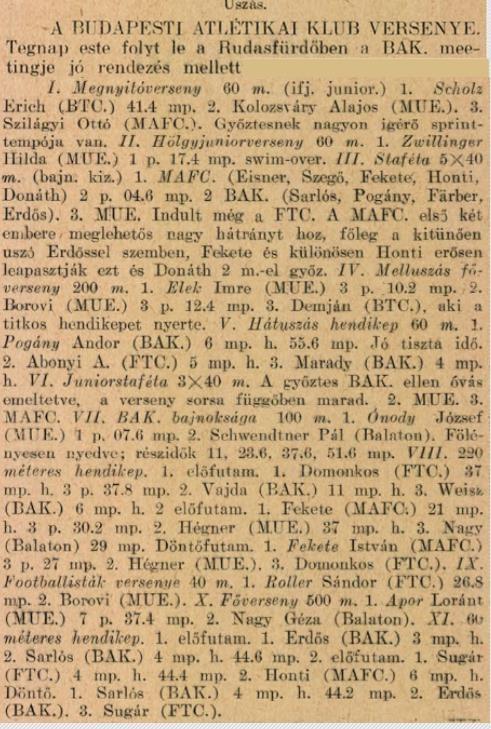 Úszás.
A BUDAPESTI ATLÉTIKAI KLUB VERSENYE.
Tegnap este folyt le a Rudasfürdőben a BAK. mee-
tingje jó rendezés mellett
I. Megnyitóverseny 60 m. (ifj. junior.) 1. Scholz
Erich (BTC.) 41.4 mp. 2. Kolozsváry Alajos (MUE.). 3.
Szilágyi Ottó (MAFC.). Győztesnek nagyon igérő sprint-
tempója van. II. Hölgyjuniorverseny 60 m. 1. Zwillinger
Hilda (MUE.) 1 p. 17.4 mp. swim-over. III. Staféta 5×40
m. (bajn. kiz.) 1. MAFC. (Eisner, Szegő, Fekete, Honti,
Donáth) 2 p. 04.6 mp. 2 BAK. (Sarlós, Pogány, Färber,
Erdős). 3. MUE. Indult még a FTC. A MAFC. első két
embere meglehetős nagy hátrányt hoz, főleg a kitünően
uszó Erdőssel szemben, Fekete és különösen Honti erősen
leapasztják ezt és Donáth 2 m.-el győz. IV. Melluszás fő-
verseny 200 m. 1. Elek Imre (MUE.) 3 p. 10.2 mp. 2.
Borovi (MUE.) 3 p. 12.4 mp. 3. Demján (BTC.), aki a
titkos hendikepet nyerte. V. Hátuszás hendikep 60 m. 1.
Pogány Andor (BAK.) 6 mp. h. 55.6 mp. Jó tiszta idő.
2. Abonyi A. (FTC.) 5 mp. h. 3. Marady (BAK.) 4 mp.
h. VI. Juniorstaféta 3×40 m. A győztes BAK. ellen óvás
emeltetve, a verseny sorsa függőben marad. 2. MUE. 3.
MAFC. VII. BAK. bajnoksága 100 m. 1. Ónody József
(MUE.) 1 p. 07.6 mp. 2. Schwendtner Pál (Balaton). Fölé-
nyesen nyedve; részidők 11, 23.6, 37.6, 51.6 mp. VIII. 220
méteres hendikep. 1. előfutam. 1. Domonkos (FTC.) 37
mp. h. 3 p. 37.8 mp. 2. Vajda (BAK.) 11 mp. h. 3. Weisz
(BAK.) 6 mp. h. 2 előfutam. 1. Fekete (MAFC.) 21 mp.
h. 3 p. 30.2 mp. 2. Hégner (MUE.) 37 mp. h. 3. Nagy
(Balaton) 29 mp. Döntőfutam. 1. Fekete István (MAFC.)
3 p. 27 mp. 2. Hégner (MUE.). 3. Domonkos (FTC.). IX.
Footballisták versenye 40 m. 1. Roller Sándor (FTC.) 26.8
mp. 2. Borovi (MUE.). X. Főverseny 500 m. 1. Apor Loránt
(MUE.) 7 p. 37.4 mp. 2. Nagy Géza (Balaton). XI. 60
méteres hendikep. 1. előfutam. 1. Erdős (BAK.) 3 mp. h.
2. Sarlós (BAK.) 4 mp. h. 44.6 mp. 2. előfutam. 1. Sugár
(FTC.) 4 mp. h. 44.4 mp. 2. Honti (MAFC.) 6 mp. h.
Döntő. 1. Sarlós (BAK.) 4 mp. h. 44.2 mp. 2. Erdős
(BAK.). 3. Sugár (FTC.).